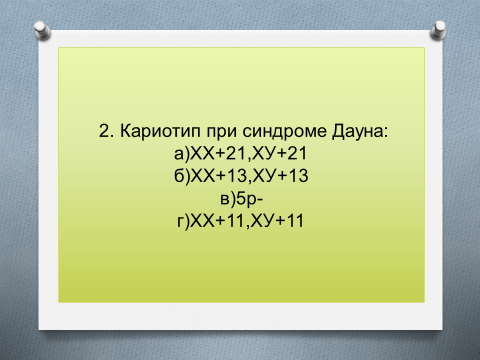 2. Кариотип при синдроме Дауна:
а)ХХ+21,ХУ+21
б)ХХ+13,ХУ+13
в)5р-
г)ХХ+11,ХУ+11